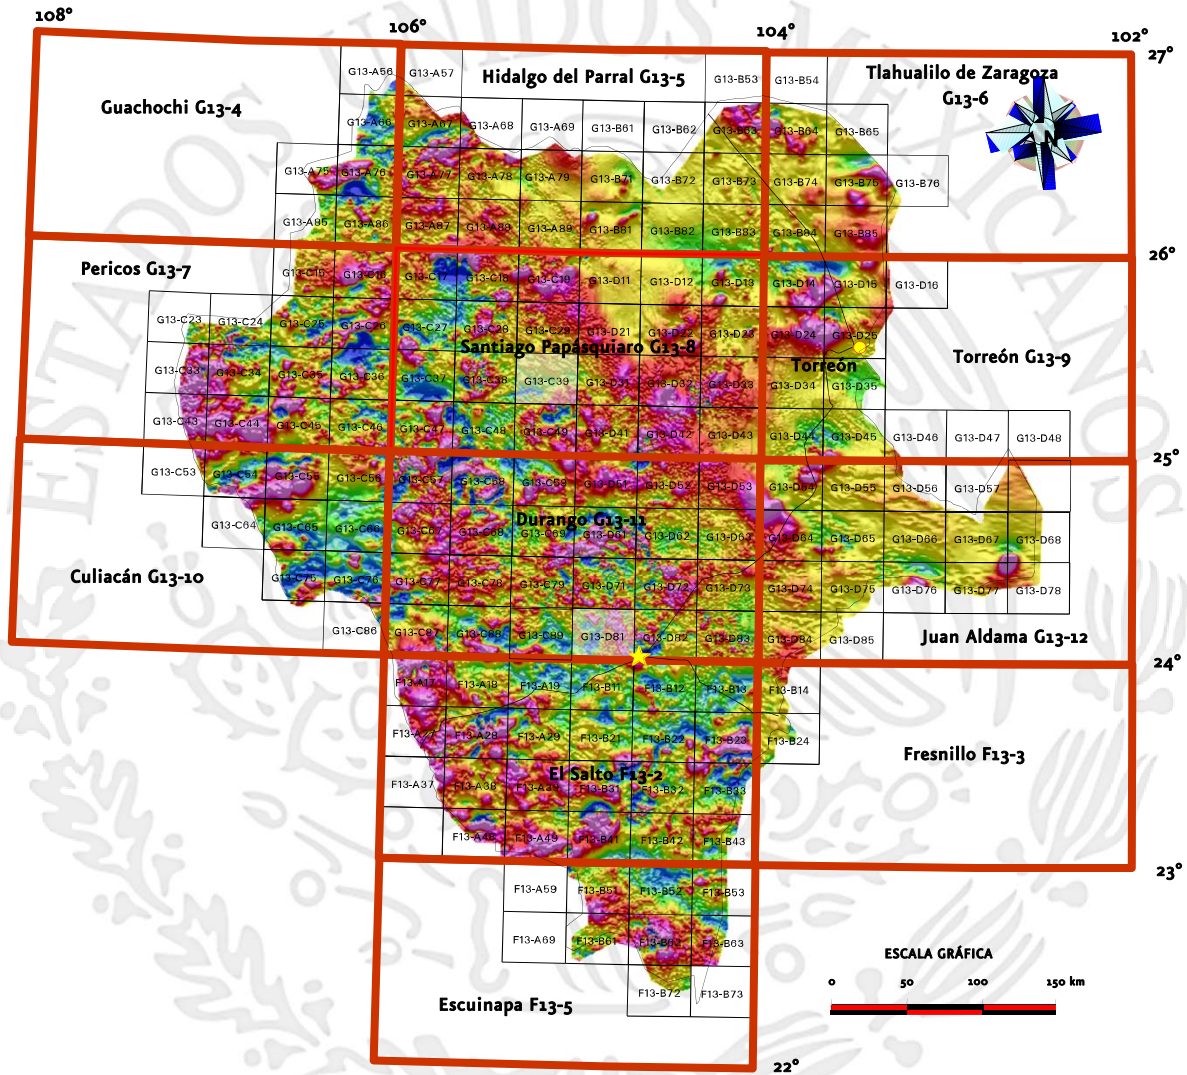 108°
106°
104°
102°
27°
G13-A56 G13-A57 Hidalgo del Parral G13-5 G13-B53 G13-B54 Tlahualilo de Zaragoza
G13-6
Guachochi G13-4
G13-A66 G13-A67 G13-A68 G13-A69 G13-B61 G13-B62 G13-B63 G13-B64 G13-B65
G13-A75 G13-A76 G13-A77 G13-A78 G13-A79 G13-B71 G13-B72 G13-B73 G13-B74 G13-B75 G13-B76
G13-A85 G13-A86 G13-A87 G13-A88 G13-A89 G13-B81 G13-B82 G13-B83 G13-B84 G13-B85
26°
Pericos G13-7
G13-C15 G13-C16 G13-C17 G13-C18 G13-C19 G13-D11 G13-D12 G13-D13 G13-D14 G13-D15 G13-D16
G13-C23 G13-C24 G13-C25 G13-C26 G13-C27 G13-C28 G13-C29 G13-D21 G13-D22 G13-D23 G13-D24 G13-D25
Santiago Papasquiaro G13-8
Torreón
Torreón G13-9
G13-C33 G13-C34 G13-C35 G13-C36 G13-C37 G13-C38 G13-C39 G13-D31 G13-D32 G13-D33 G13-D34 G13-D35
G13-C43 G13-C44 G13-C45 G13-C46 G13-C47 G13-C48 G13-C49 G13-D41 G13-D42 G13-D43 G13-D44 G13-D45 G13-D46 G13-D47 G13-D48
25°
G13-C53 G13-C54 G13-C55 G13-C56 G13-C57 G13-C58 G13-C59 G13-D51 G13-D52 G13-D53 G13-D54 G13-D55 G13-D56 G13-D57
Durango G13-11
G13-C64 G13-C65 G13-C66 G13-C67 G13-C68 G13-C69 G13-D61 G13-D62 G13-D63 G13-D64 G13-D65 G13-D66 G13-D67 G13-D68
Culiacán G13-10
G13-C75 G13-C76 G13-C77 G13-C78 G13-C79 G13-D71 G13-D72 G13-D73 G13-D74 G13-D75 G13-D76 G13-D77 G13-D78
G13-C86 G13-C87 G13-C88 G13-C89 G13-D81 G13-D82 G13-D83 G13-D84 G13-D85 Juan Aldama G13-12
24°
F13-A17 F13-A18 F13-A19 F13-B11 F13-B12 F13-B13 F13-B14
F13-A27 F13-A28 F13-A29 F13-B21 F13-B22 F13-B23 F13-B24
Fresnillo F13-3
El Salto F13-2
F13-A37 F13-A38 F13-A39 F13-B31 F13-B32 F13-B33
F13-A48 F13-A49 F13-B41 F13-B42 F13-B43
23°
F13-A59 F13-B51 F13-B52 F13-B53
F13-A69 F13-B61 F13-B62 F13-B63
ESCALA GRÁFICA
0 50 100 150 km
F13-B72 F13-B73
Escuinapa F13-5
22°
ESTADOS UNIDOS MEXICANOS